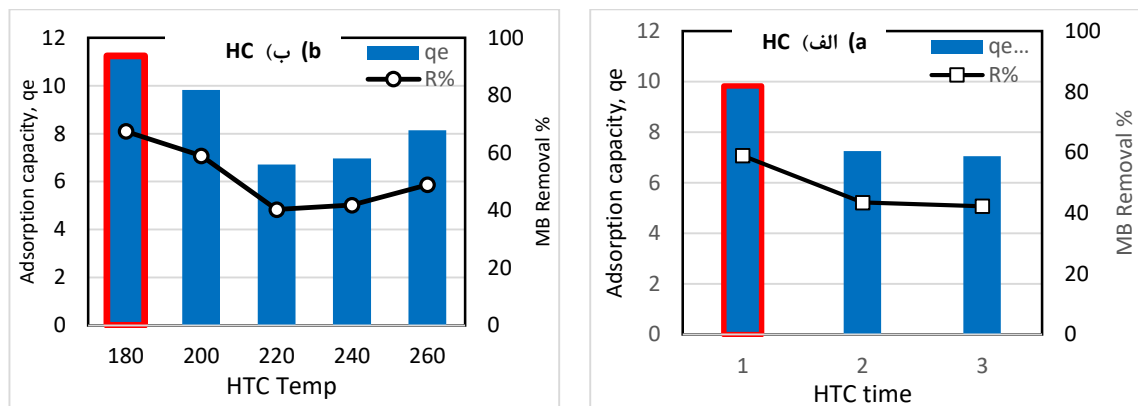 HC (ب (b
qe
R%
Adsorption capacity, qe
12
10
8
6
4
2
0
100
80
60
40
20
0
MB Removal %
180 200 220 240 260
HTC Temp
HC (الف (a
qe...
R%
Adsorption capacity, qe
12
10
8
6
4
2
0
100
80
60
40
20
0
MB Removal %
1 2 3
HTC time